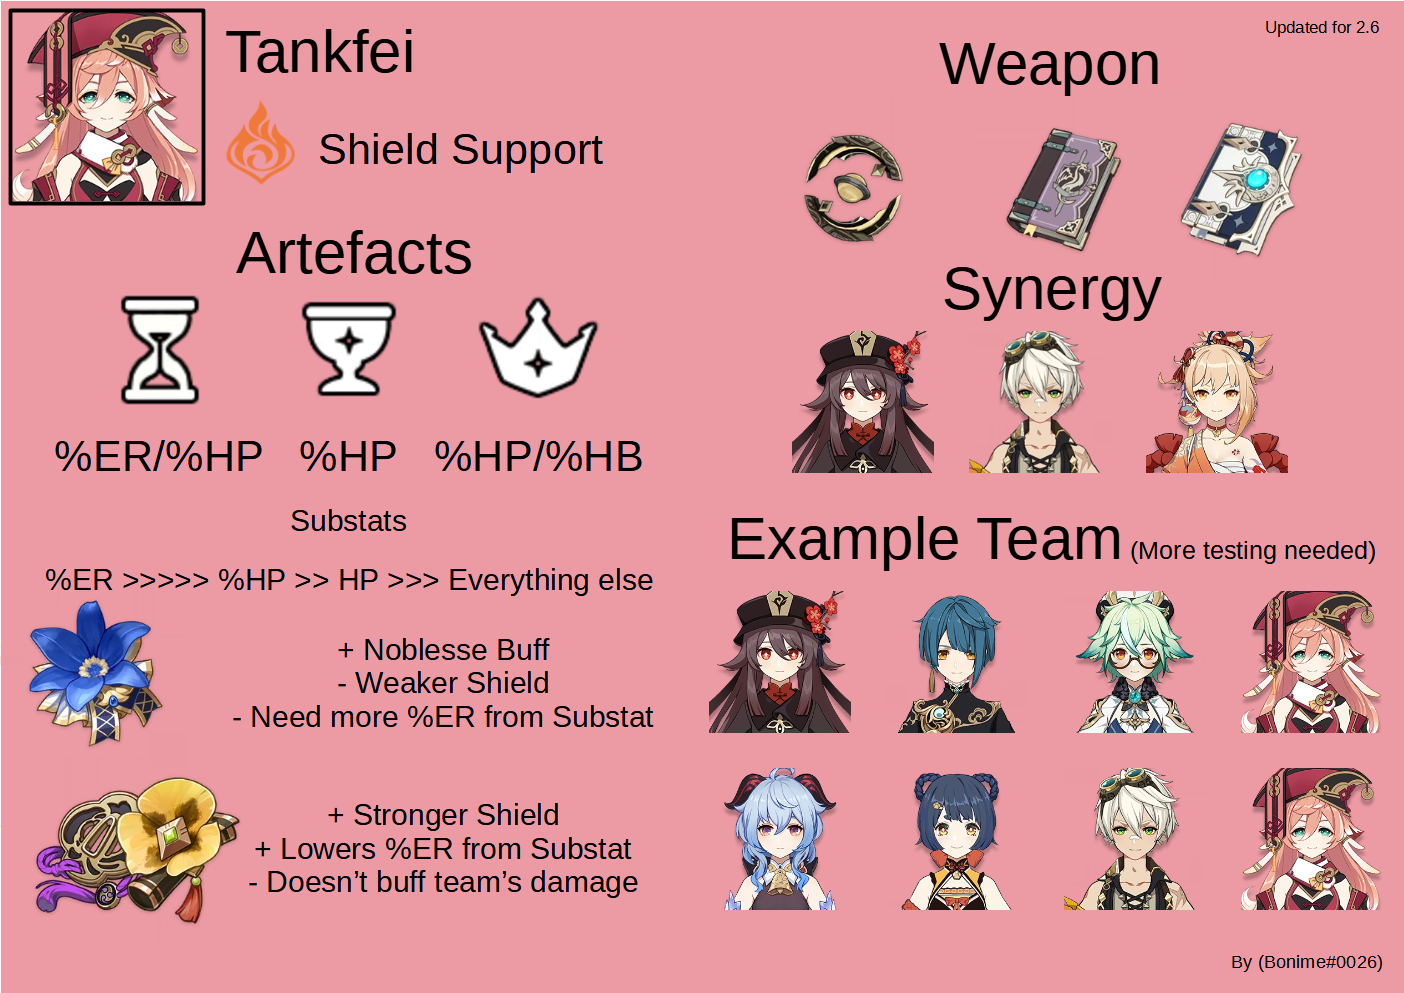 Tankfei
Shield Support
Artefacts
%ER/%HP %HP %HP/%HB
Substats
%ER >>>>> %HP >> HP >>> Everything else
+ Noblesse Buff
- Weaker Shield
- Need more %ER from Substat
+ Stronger Shield
+ Lowers %ER from Substat
- Doesn’t buff team’s damage
Updated for 2.6
Weapon
Synergy
Example Team (More testing needed)
By (Bonime#0026)